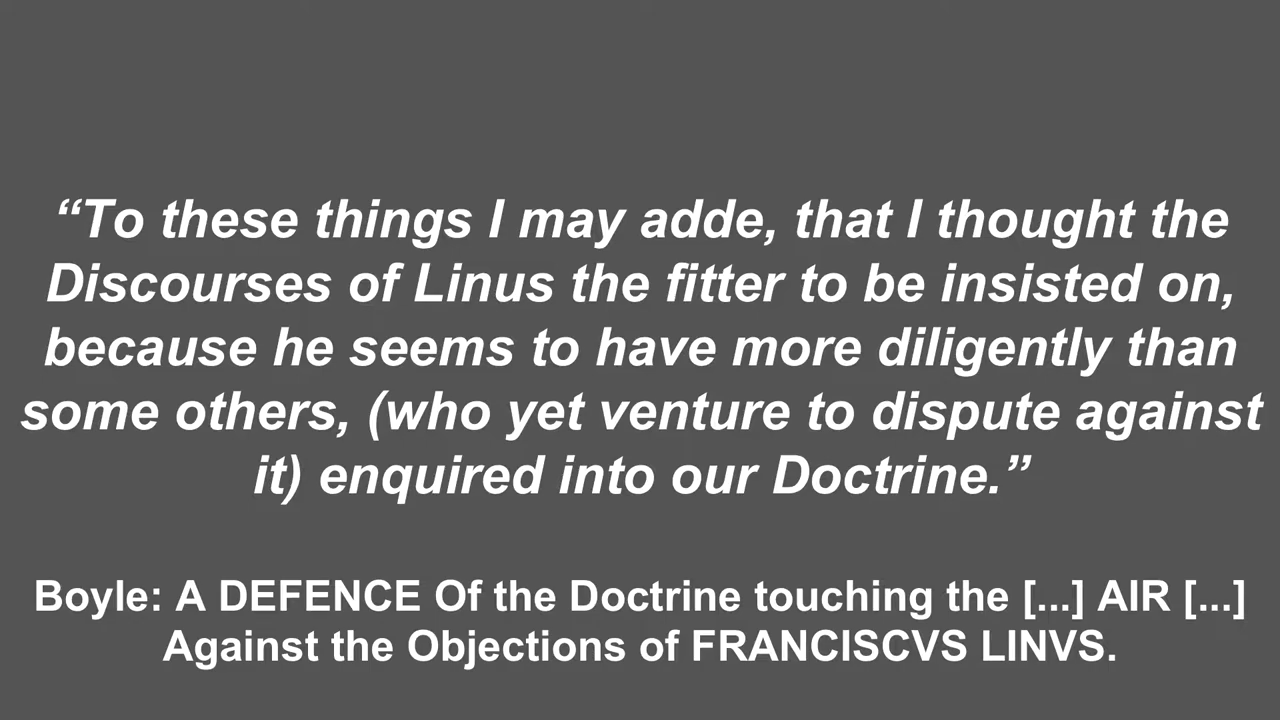 “To these things I may adde, that I thought the
Discourses of Linus the fitter to be insisted on,
because he seems to have more diligently than
some others, (who yet venture to dispute against
it) enquired into our Doctrine.”
Boyle: A DEFENCE Of the Doctrine touching the [...] AIR [...]
Against the Objections of FRANCISCVS LINVS.